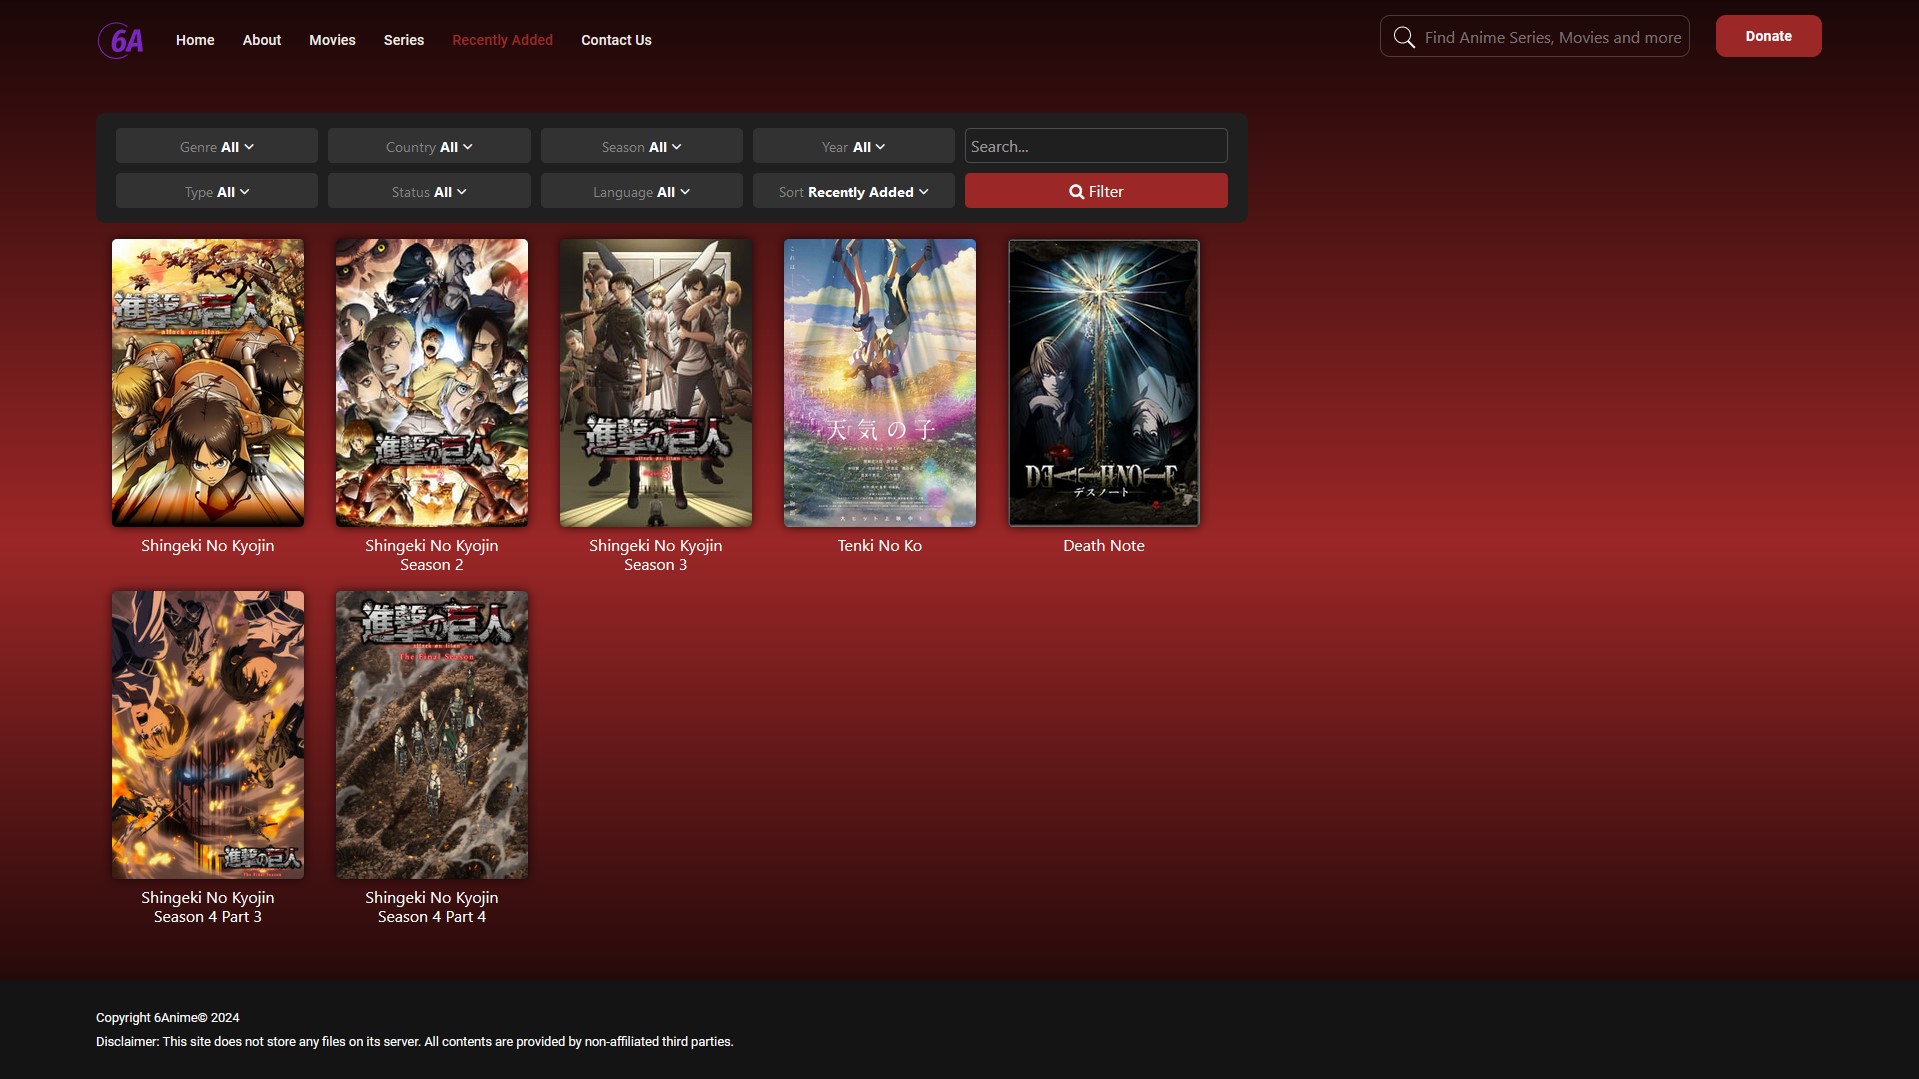 6A
Home
About
Movies
Series
Recently Added
Contact Us
Find Anime Series, Movies and more
Donate
Genre All
Country All
Season All
Year All
Search...
Type All
Status All
Language All
Sort Recently Added
Filter
進撃の巨人
attack on titan
進撃の巨人
attack on titan
進撃の巨人
attack on titan
天気の子
DEATH NOTE
デスノート
Shingeki No Kyojin
Shingeki No Kyojin
Season 2
Shingeki No Kyojin
Season 3
Tenki No Ko
Death Note
進撃の巨人
The Final Season
進撃の巨人
attack on titan
The Final Season
Shingeki No Kyojin
Season 4 Part 3
Shingeki No Kyojin
Season 4 Part 4
Copyright 6Anime© 2024
Disclaimer: This site does not store any files on its server. All contents are provided by non-affiliated third parties.